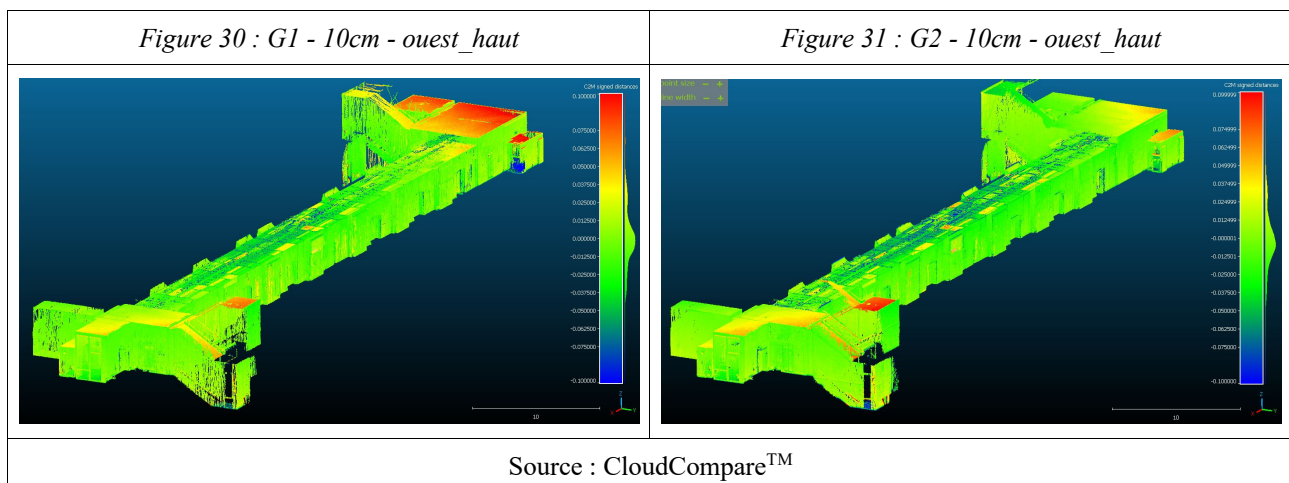 Figure 30 : G1 - 10cm - ouest_haut
Figure 31 : G2 - 10cm - ouest_haut
C2M signed distances
0.100000
0.075000
0.062500
0.050000
0.037500
0.025000
0.012500
0.000000
-0.012500
-0.025000
-0.037500
-0.050000
-0.062500
-0.075000
-0.100000
10
Z
X
Y
point size - +
line width - +
C2M signed distances
0.099999
0.074999
0.062499
0.049999
0.037499
0.024999
0.012499
-0.000001
-0.012501
-0.025000
-0.037500
-0.050000
-0.062500
-0.075000
-0.100000
10
Z
X
Y
Source : CloudCompare™